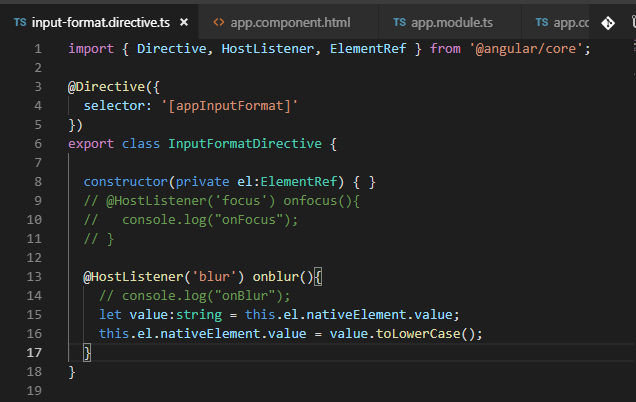 TS input-format.directive.ts × <> app.component.html TS app.module.ts TS app.co
1 import { Directive, HostListener, ElementRef } from '@angular/core';
2
3 @Directive({
4   selector: '[appInputFormat]'
5 })
6 export class InputFormatDirective {
7
8   constructor(private el:ElementRef) { }
9   // @HostListener('focus') onfocus(){
10   //   console.log("onFocus");
11   // }
12
13   @HostListener('blur') onblur(){
14     // console.log("onBlur");
15     let value:string = this.el.nativeElement.value;
16     this.el.nativeElement.value = value.toLowerCase();
17   }
18 }
19